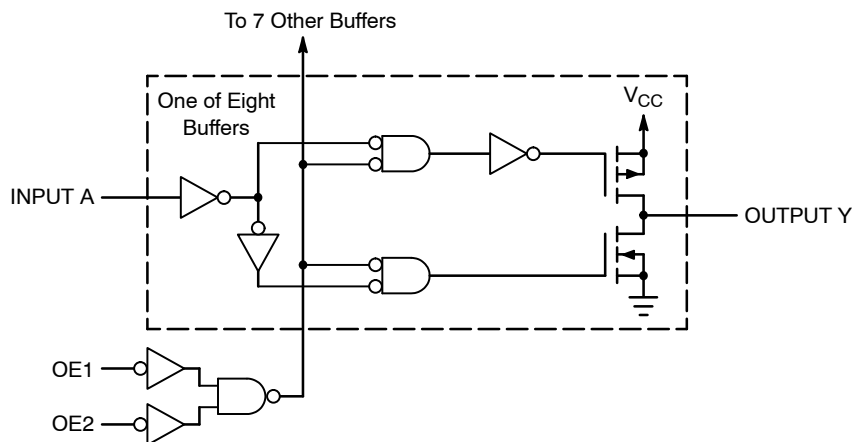 To 7 Other Buffers
One of Eight
Buffers
VCC
INPUT A
OUTPUT Y
OE1
OE2